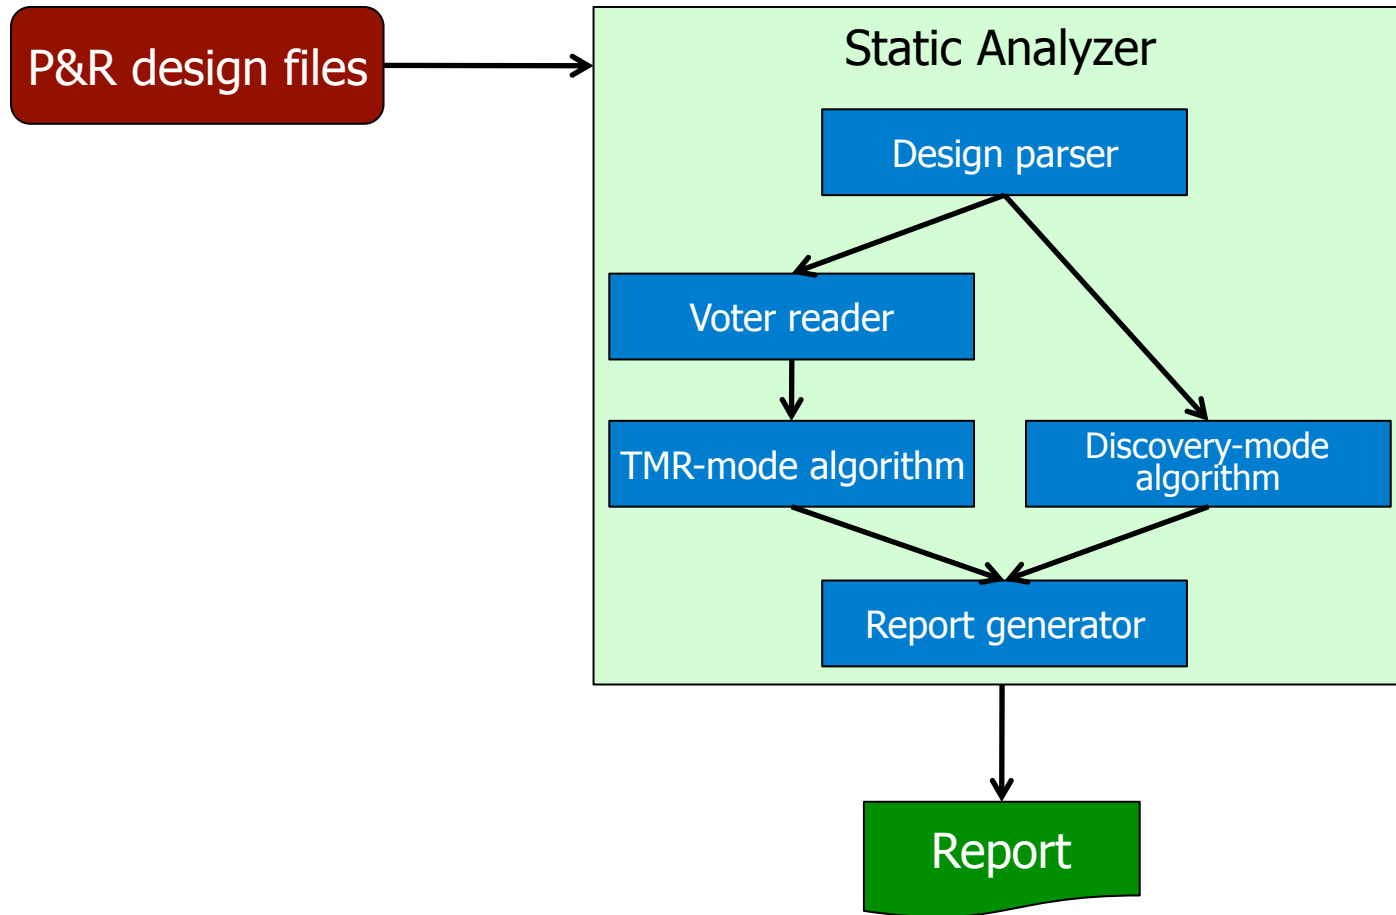 P&R design files
Static Analyzer
Design parser
Voter reader
TMR-mode algorithm
Discovery-mode
algorithm
Report generator
Report